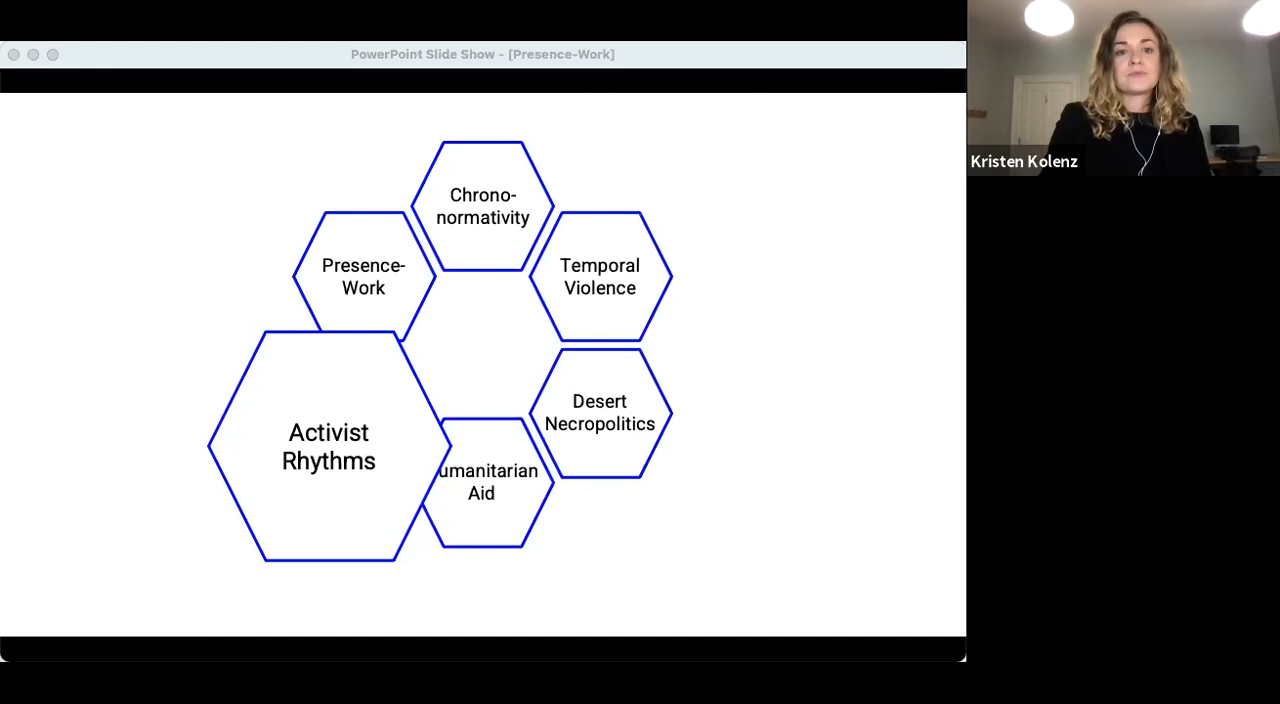 PowerPoint Slide Show - [Presence-Work]
Kristen Kolenz
Chrono-
normativity
Presence-
Work
Temporal
Violence
Activist
Rhythms
Desert
Necropolitics
umanitarian
Aid